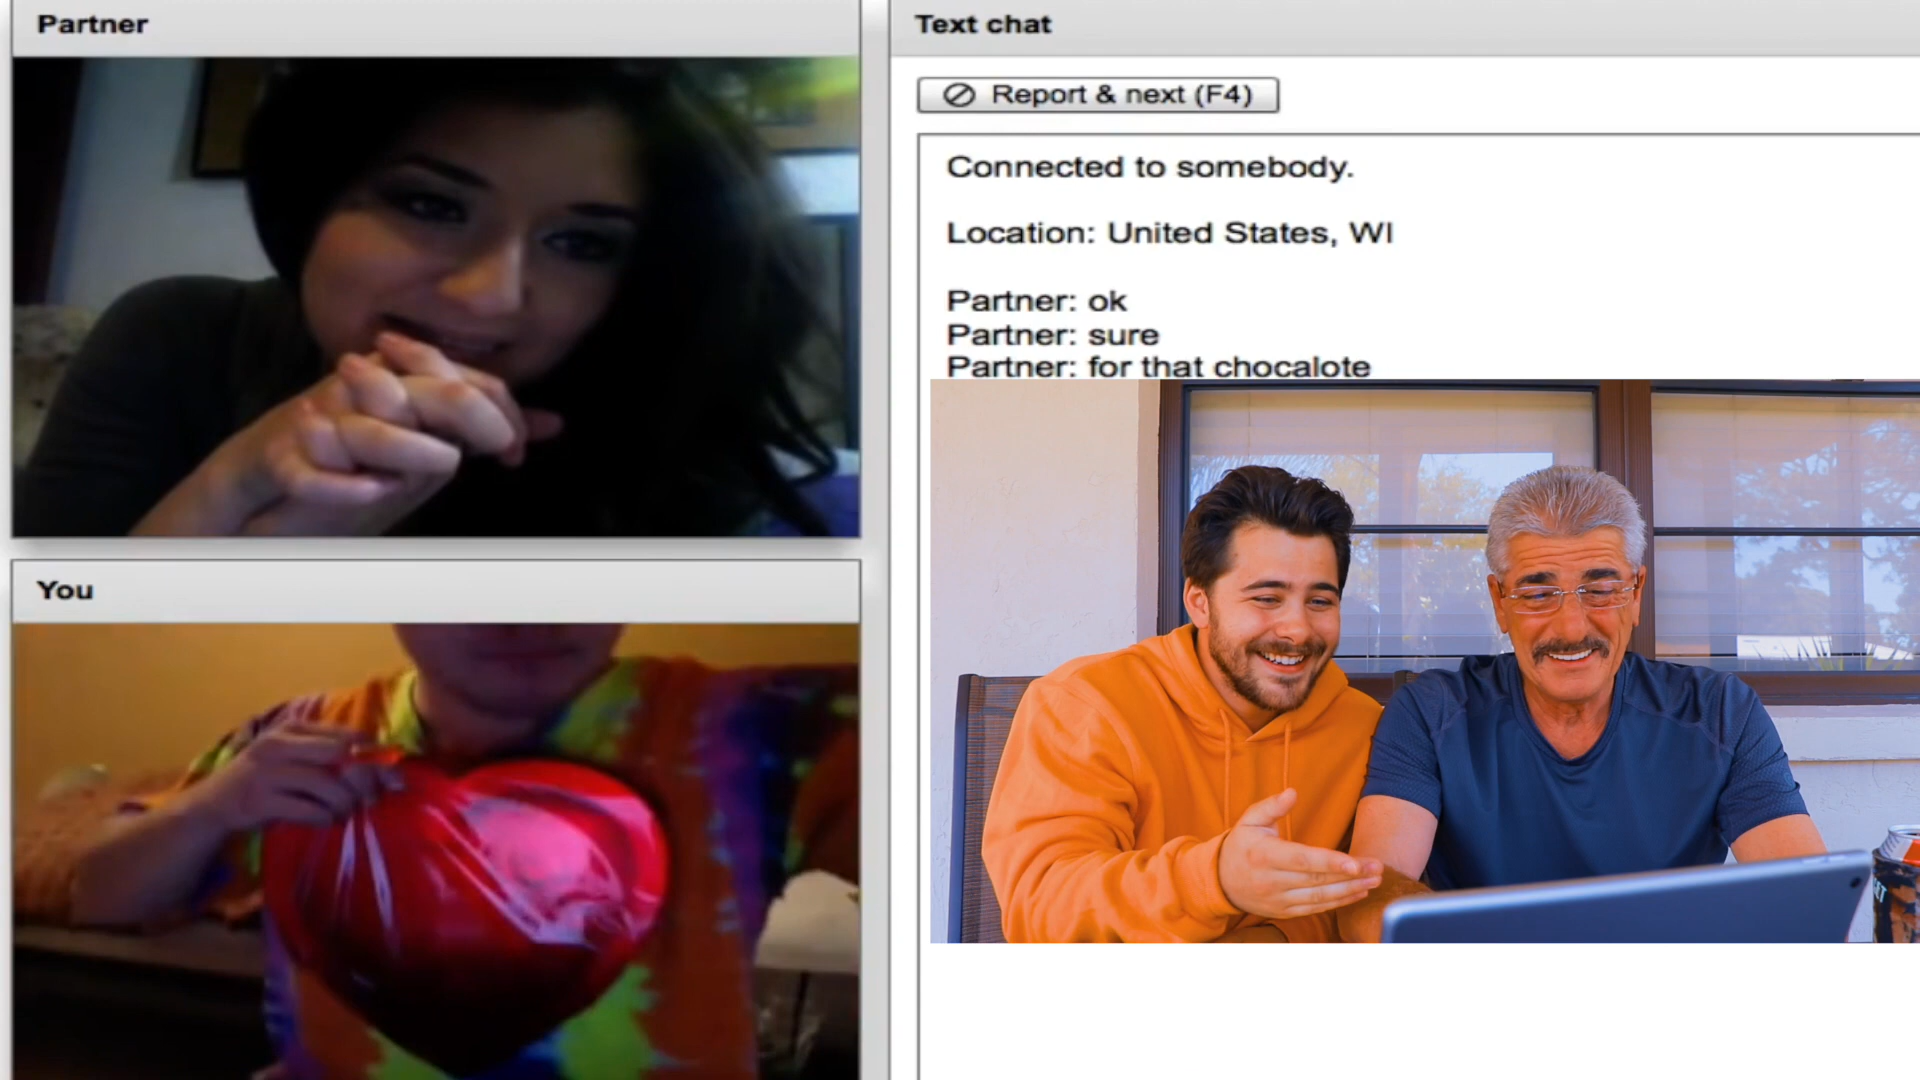 Partner
Text chat
Report & next (F4)
Connected to somebody.
Location: United States, WI
Partner: ok
Partner: sure
Partner: for that chocalote
You